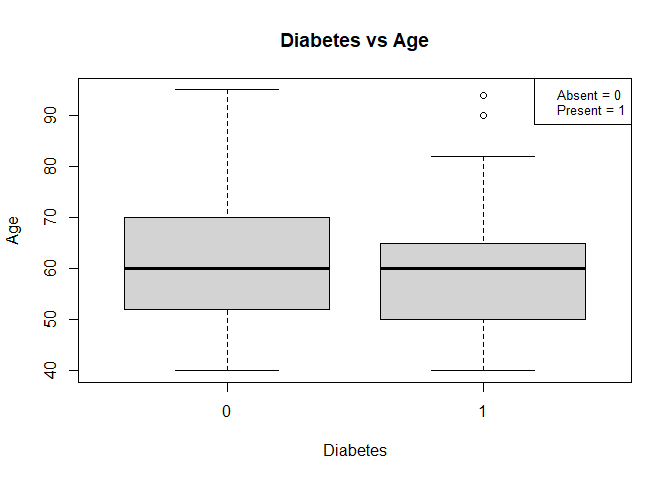 Diabetes vs Age
Absent = 0
Present = 1
90
80
70
60
50
40
Age
0
1
Diabetes